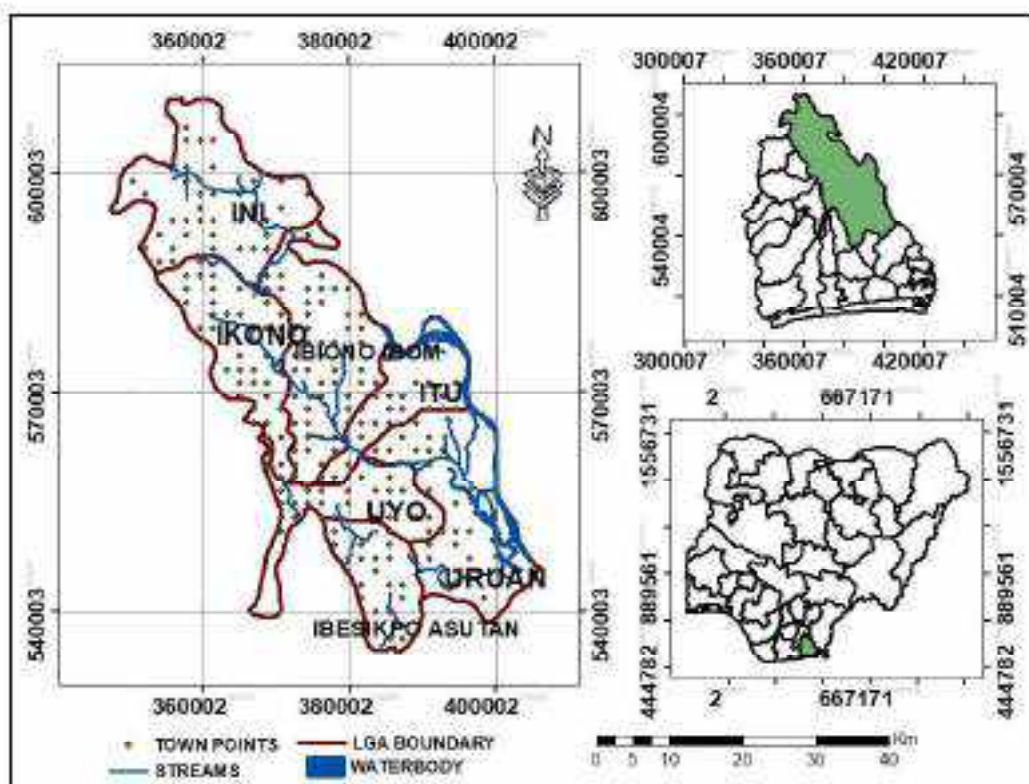 360002 380002 400002
600003 600003
N
INI
IKONO
IBIONO IBOM
ITU
570003 570003
UYO
URUAN
IBESIKPO ASUTAN
540003 540003
360002 380002 400002
300007 360007 420007
600004
570004
540004
510004
300007 360007 420007
2 667171
1556731 1556731
889561 889561
444782 444782
2 667171
TOWN POINTS LGA BOUNDARY
STREAMS WATERBODY
Km
0 5 10 20 30 40